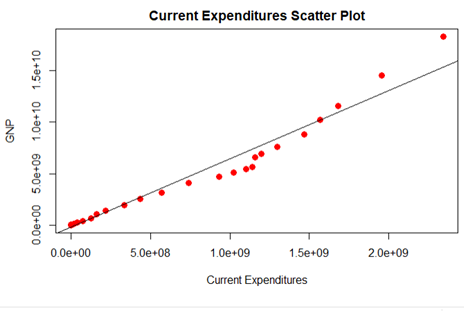 Current Expenditures Scatter Plot
GNP
1.5e+10
1.0e+10
5.0e+09
0.0e+00
0.0e+00 5.0e+08 1.0e+09 1.5e+09 2.0e+09
Current Expenditures